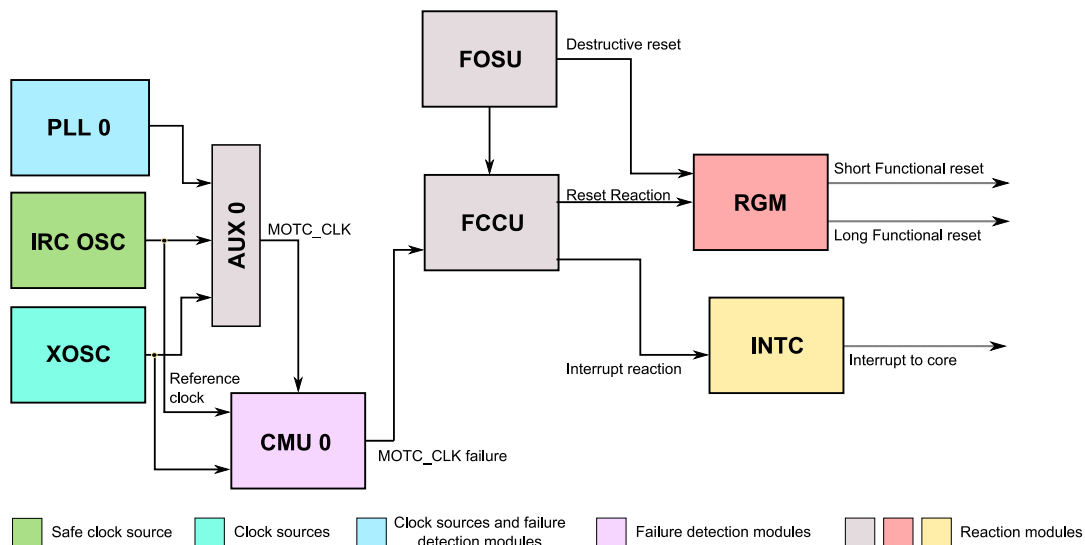 FOSU
Destructive reset
PLL 0
IRC OSC
XOSC
AUX 0
MOTC_CLK
Reference
clock
CMU 0
MOTC_CLK failure
FCCU
Reset Reaction
Interrupt reaction
RGM
Short Functional reset
Long Functional reset
INTC
Interrupt to core
Safe clock source
Clock sources
Clock sources and failure
detection modules
Failure detection modules
Reaction modules